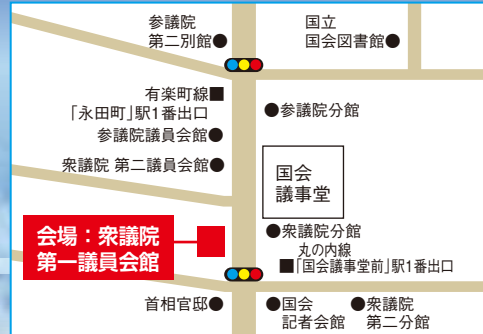 参議院
第二別館●
国立
国会図書館●
有楽町線■
「永田町」駅1番出口
●参議院分館
参議院議員会館●
衆議院 第二議員会館●
国会
議事堂
会場：衆議院
第一議員会館
●衆議院分館
丸の内線
■「国会議事堂前」駅1番出口
首相官邸●
●国会
記者会館
●衆議院
第二分館